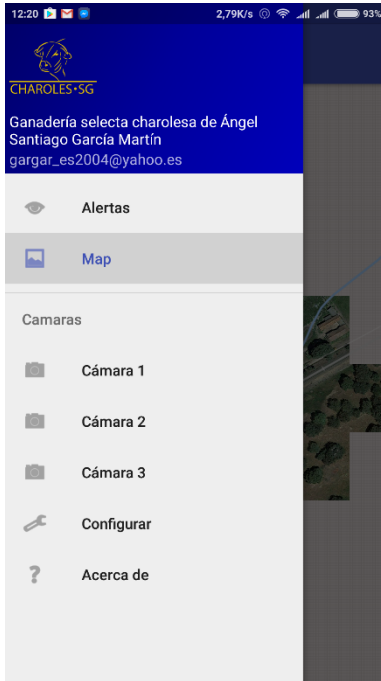 12:20 2,79K/s 93%
CHAROLES·SG
Ganadería selecta charolesa de Ángel
Santiago García Martín
gargar_es2004@yahoo.es
Alertas
Map
Camaras
Cámara 1
Cámara 2
Cámara 3
Configurar
Acerca de